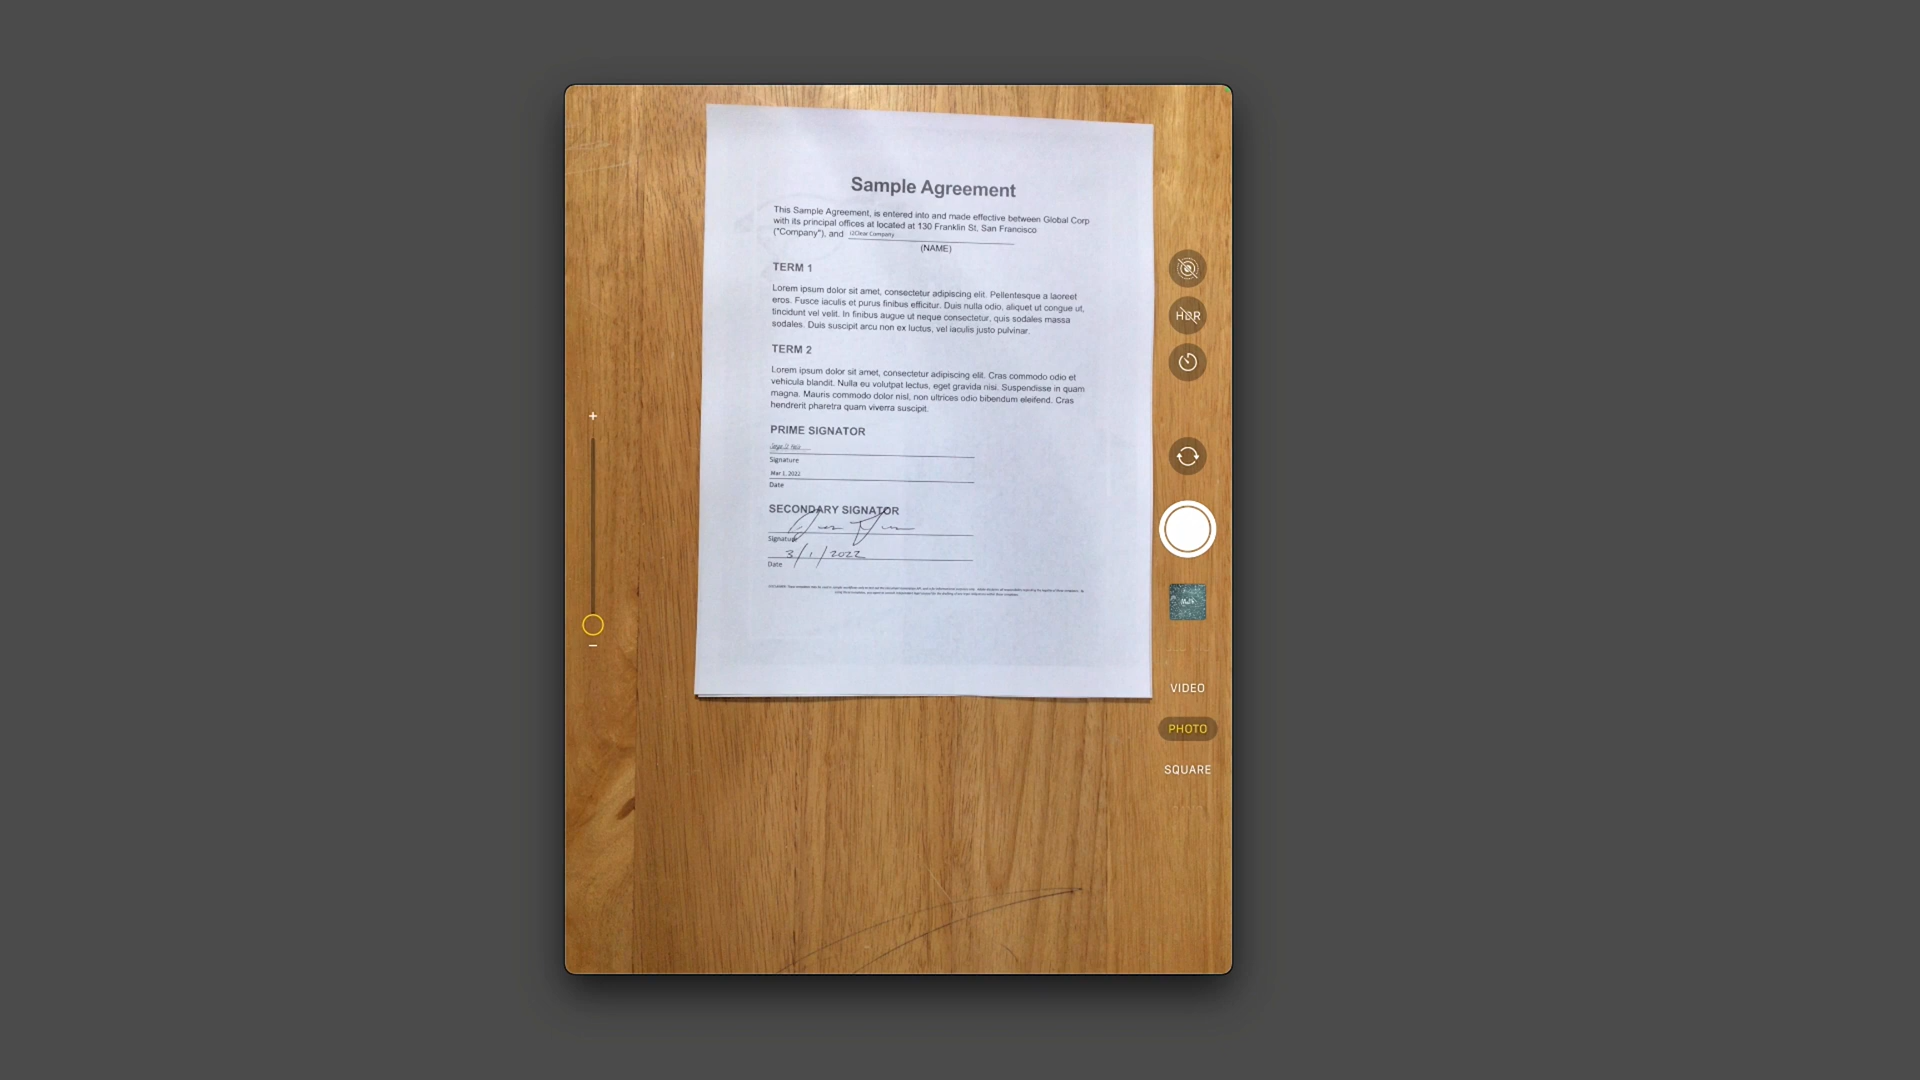 Sample Agreement
This Sample Agreement, is entered into and made effective between Global Corp
with its principal offices at located at 130 Franklin St, San Francisco
("Company"), and Clear Company
(NAME)
TERM 1
Lorem ipsum dolor sit amet, consectetur adipiscing elit. Pellentesque a laoreet
eros. Fusce iaculis et purus finibus efficitur. Duis nulla odio, aliquet ut congue ut,
tincidunt vel velit. In finibus augue ut neque consectetur, quis sodales massa
sodales. Duis suscipit arcu non ex luctus, vel iaculis justo pulvinar.
TERM 2
Lorem ipsum dolor sit amet, consectetur adipiscing elit. Cras commodo odio et
vehicula blandit. Nulla eu volutpat lectus, eget gravida nisi. Suspendisse in quam
magna. Mauris commodo dolor nisl, non ultrices odio bibendum eleifend. Cras
hendrerit pharetra quam viverra suscipit.
PRIME SIGNATOR
Signature
Mar 1, 2022
Date
SECONDARY SIGNATOR
Signature
3/1/2022
Date
HDR
VIDEO
PHOTO
SQUARE